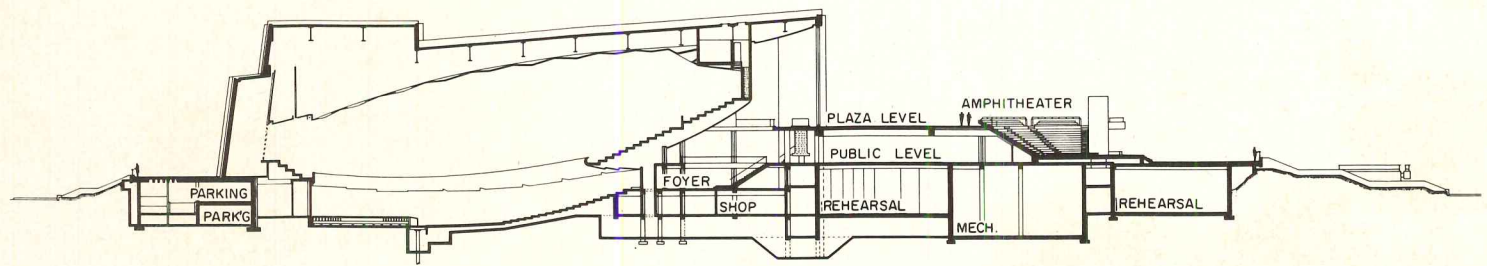 AMPHITHEATER
PLAZA LEVEL
PUBLIC LEVEL
PARKING
FOYER
PARK'G
SHOP
REHEARSAL
REHEARSAL
MECH.